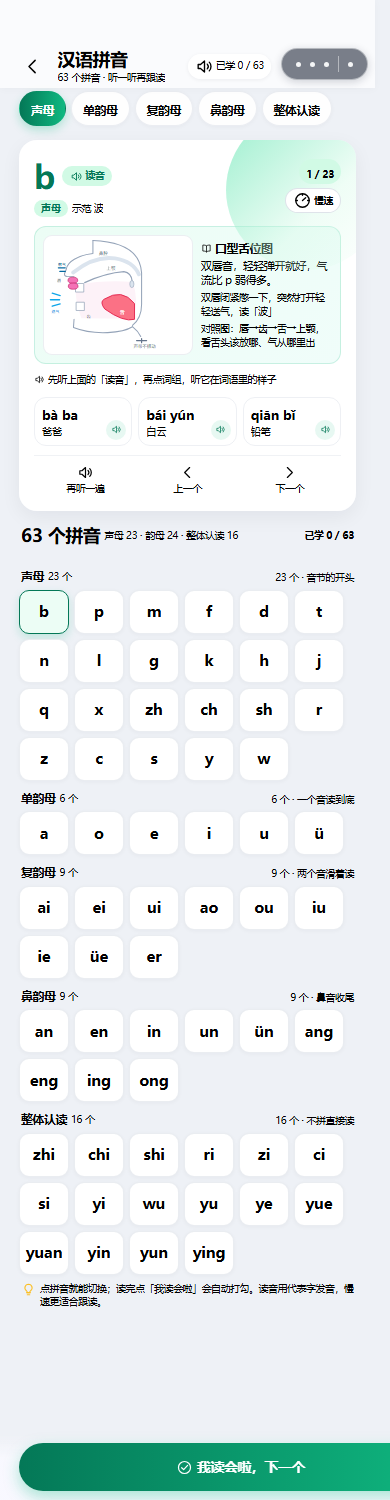 汉语拼音
63 个拼音 · 听一听再跟读
已学 0 / 63
声母 单韵母 复韵母 鼻韵母 整体认读
b 读音
1 / 23
声母 示范 波
慢速
口型舌位图
双唇音，轻轻弹开就好，气
流比 p 弱得多。
双唇闭紧憋一下，突然打开轻
轻送气，读「波」
对照图：唇→齿→舌→上颚，
看舌头该放哪、气从哪里出
先听上面的「读音」，再点词组，听它在词语里的样子
bà ba bái yún qiān bǐ
爸爸 白云 铅笔
再听一遍 上一个 下一个
63 个拼音 声母 23 · 韵母 24 · 整体认读 16 已学 0 / 63
声母 23 个 23 个 · 音节的开头
b p m f d t
n l g k h j
q x zh ch sh r
z c s y w
单韵母 6 个 6 个 · 一个音读到底
a o e i u ü
复韵母 9 个 9 个 · 两个音滑着读
ai ei ui ao ou iu
ie üe er
鼻韵母 9 个 9 个 · 鼻音收尾
an en in un ün ang
eng ing ong
整体认读 16 个 16 个 · 不拼直接读
zhi chi shi ri zi ci
si yi wu yu ye yue
yuan yin yun ying
点拼音就能切换；读完点「我读会啦」会自动打勾。读音用代表字发音，慢
速更适合跟读。
我读会啦，下一个